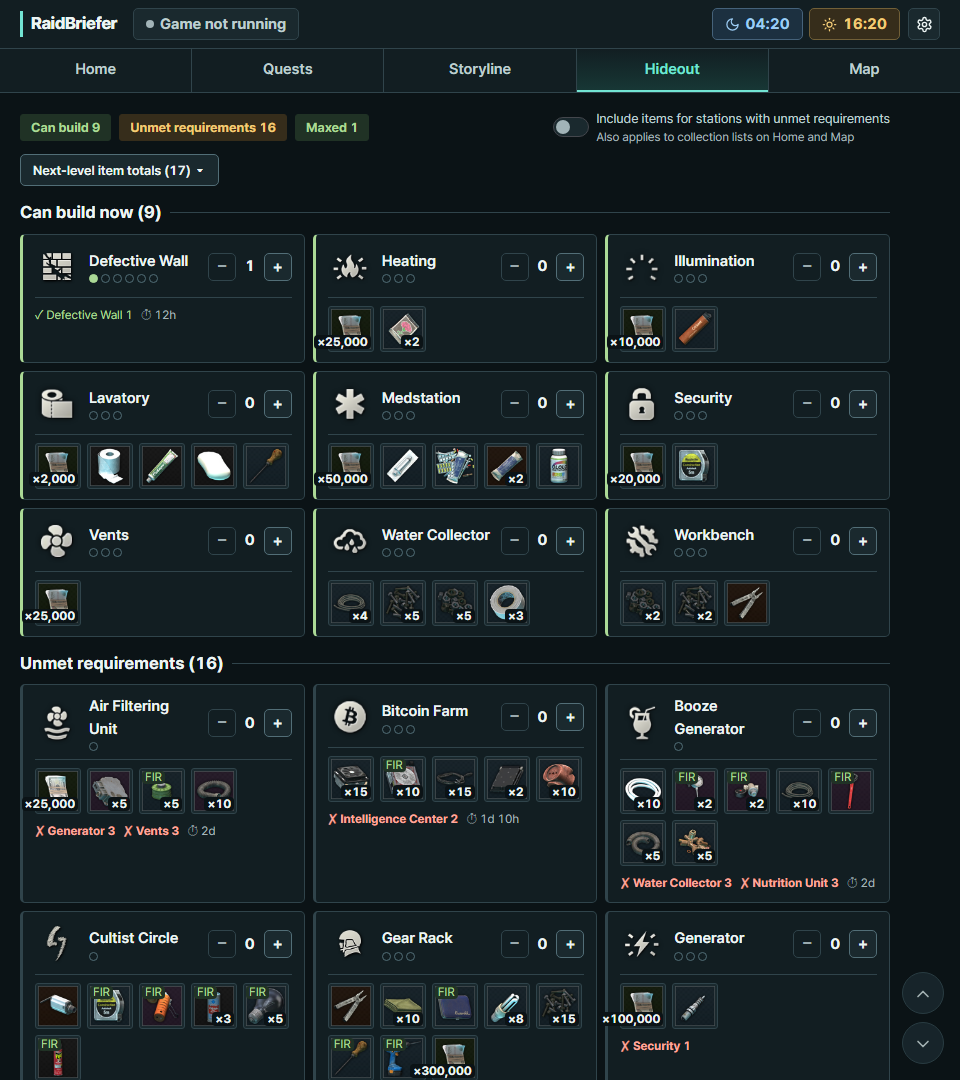 RaidBriefer
Game not running
04:20
16:20
Home
Quests
Storyline
Hideout
Map
Can build 9
Unmet requirements 16
Maxed 1
Include items for stations with unmet requirements
Also applies to collection lists on Home and Map
Next-level item totals (17)
Can build now (9)
Defective Wall
− 1 +
✓ Defective Wall 1 12h
Heating
− 0 +
×25,000 ×2
Illumination
− 0 +
×10,000
Lavatory
− 0 +
×2,000
Medstation
− 0 +
×50,000 ×2
Security
− 0 +
×20,000
Vents
− 0 +
×25,000
Water Collector
− 0 +
×4 ×5 ×5 ×3
Workbench
− 0 +
×2 ×2
Unmet requirements (16)
Air Filtering
Unit
− 0 +
FIR
×25,000 ×5 ×5 ×10
✗ Generator 3 ✗ Vents 3 2d
Bitcoin Farm
− 0 +
FIR
×15 ×10 ×15 ×2 ×10
✗ Intelligence Center 2 1d 10h
Booze
Generator
− 0 +
FIR FIR FIR
×10 ×2 ×2 ×10
×5 ×5
✗ Water Collector 3 ✗ Nutrition Unit 3 2d
Cultist Circle
− 0 +
FIR FIR FIR FIR
×3 ×5
FIR
Gear Rack
− 0 +
FIR
×10 ×8 ×15
FIR FIR
×300,000
Generator
− 0 +
×100,000
✗ Security 1